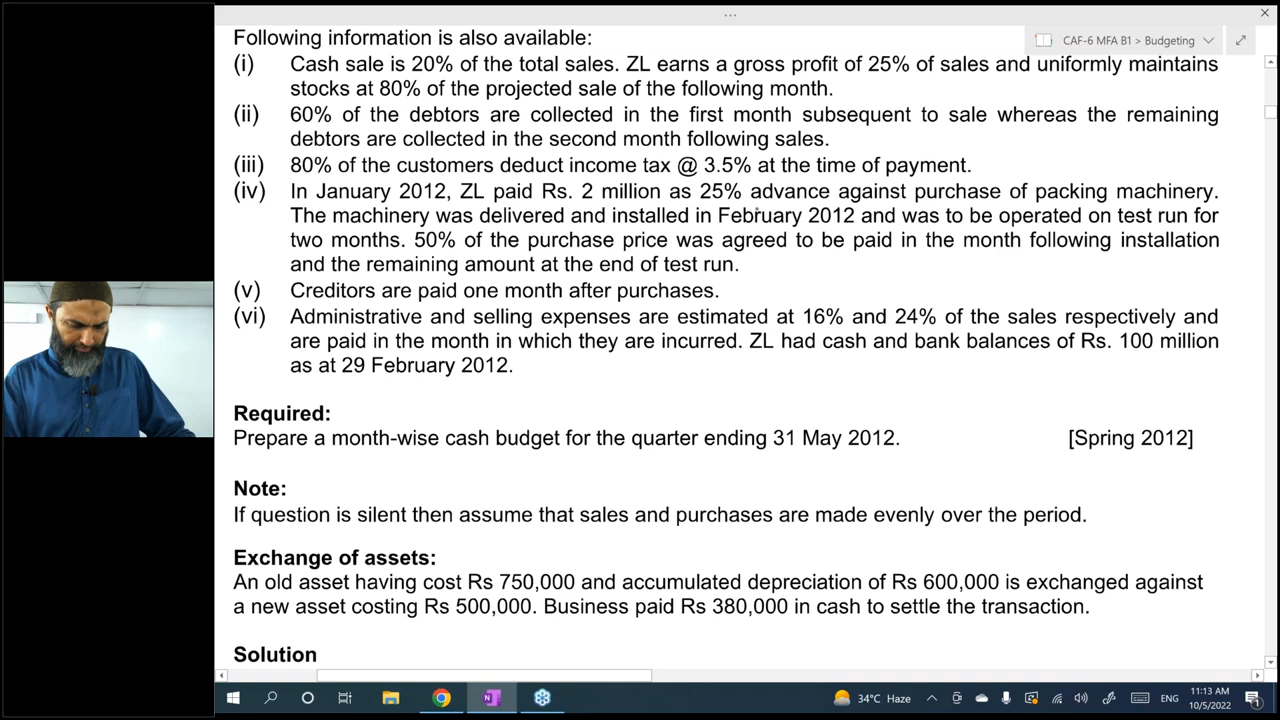 Following information is also available:
CAF-6 MFA B1 > Budgeting
(i) Cash sale is 20% of the total sales. ZL earns a gross profit of 25% of sales and uniformly maintains
stocks at 80% of the projected sale of the following month.
(ii) 60% of the debtors are collected in the first month subsequent to sale whereas the remaining
debtors are collected in the second month following sales.
(iii) 80% of the customers deduct income tax @ 3.5% at the time of payment.
(iv) In January 2012, ZL paid Rs. 2 million as 25% advance against purchase of packing machinery.
The machinery was delivered and installed in February 2012 and was to be operated on test run for
two months. 50% of the purchase price was agreed to be paid in the month following installation
and the remaining amount at the end of test run.
(v) Creditors are paid one month after purchases.
(vi) Administrative and selling expenses are estimated at 16% and 24% of the sales respectively and
are paid in the month in which they are incurred. ZL had cash and bank balances of Rs. 100 million
as at 29 February 2012.
Required:
Prepare a month-wise cash budget for the quarter ending 31 May 2012. [Spring 2012]
Note:
If question is silent then assume that sales and purchases are made evenly over the period.
Exchange of assets:
An old asset having cost Rs 750,000 and accumulated depreciation of Rs 600,000 is exchanged against
a new asset costing Rs 500,000. Business paid Rs 380,000 in cash to settle the transaction.
Solution
34°C Haze
ENG
11:13 AM
10/5/2022